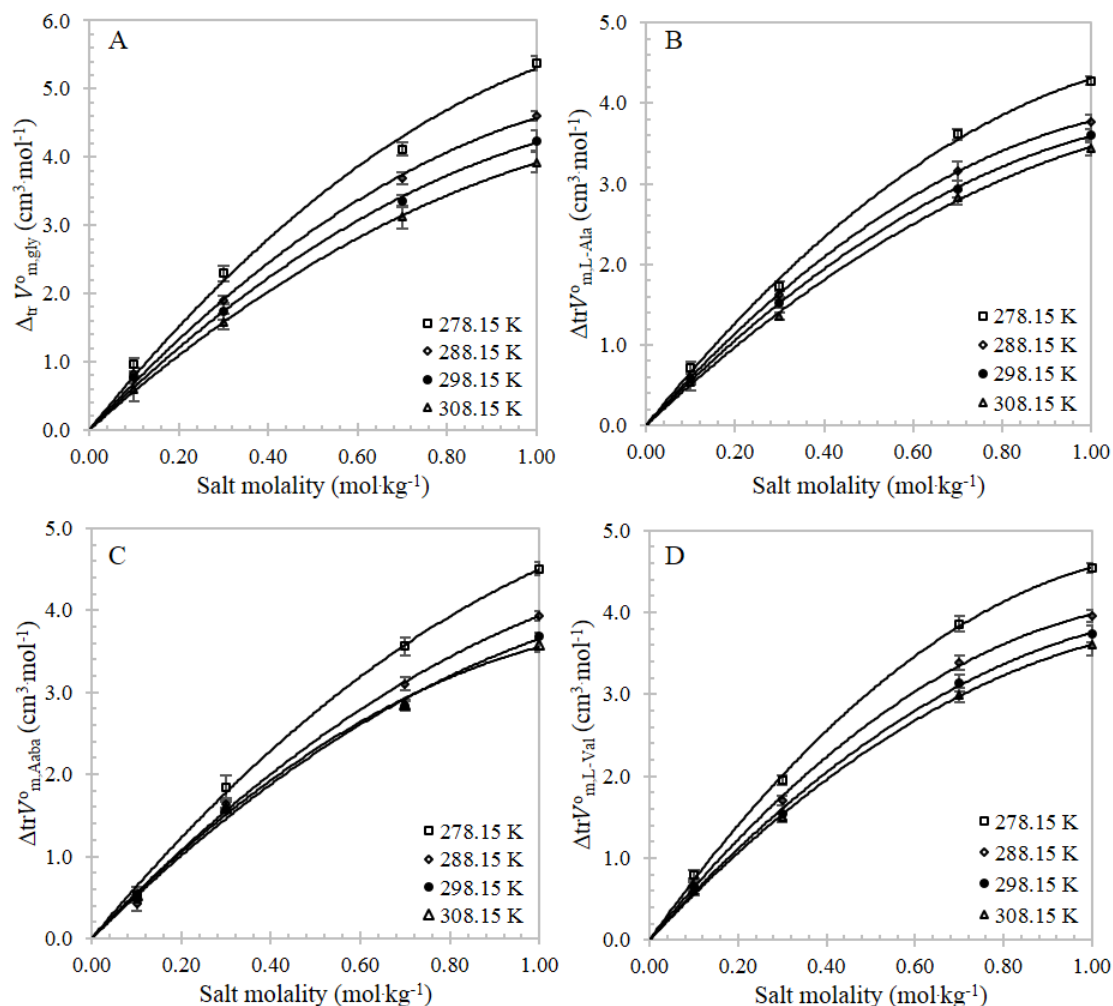 A
6.0
5.0
4.0
3.0
2.0
1.0
0.0
Δtr V°m,gly (cm³·mol⁻¹)
278.15 K
288.15 K
298.15 K
308.15 K
0.00 0.20 0.40 0.60 0.80 1.00
Salt molality (mol·kg⁻¹)
B
5.0
4.0
3.0
2.0
1.0
0.0
ΔtrV°m,L-Ala (cm³·mol⁻¹)
278.15 K
288.15 K
298.15 K
308.15 K
0.00 0.20 0.40 0.60 0.80 1.00
Salt molality (mol·kg⁻¹)
C
5.0
4.0
3.0
2.0
1.0
0.0
ΔtrV°m,Aaba (cm³·mol⁻¹)
278.15 K
288.15 K
298.15 K
308.15 K
0.00 0.20 0.40 0.60 0.80 1.00
Salt molality (mol·kg⁻¹)
D
5.0
4.0
3.0
2.0
1.0
0.0
ΔtrV°m,L-Val (cm³·mol⁻¹)
278.15 K
288.15 K
298.15 K
308.15 K
0.00 0.20 0.40 0.60 0.80 1.00
Salt molality (mol·kg⁻¹)